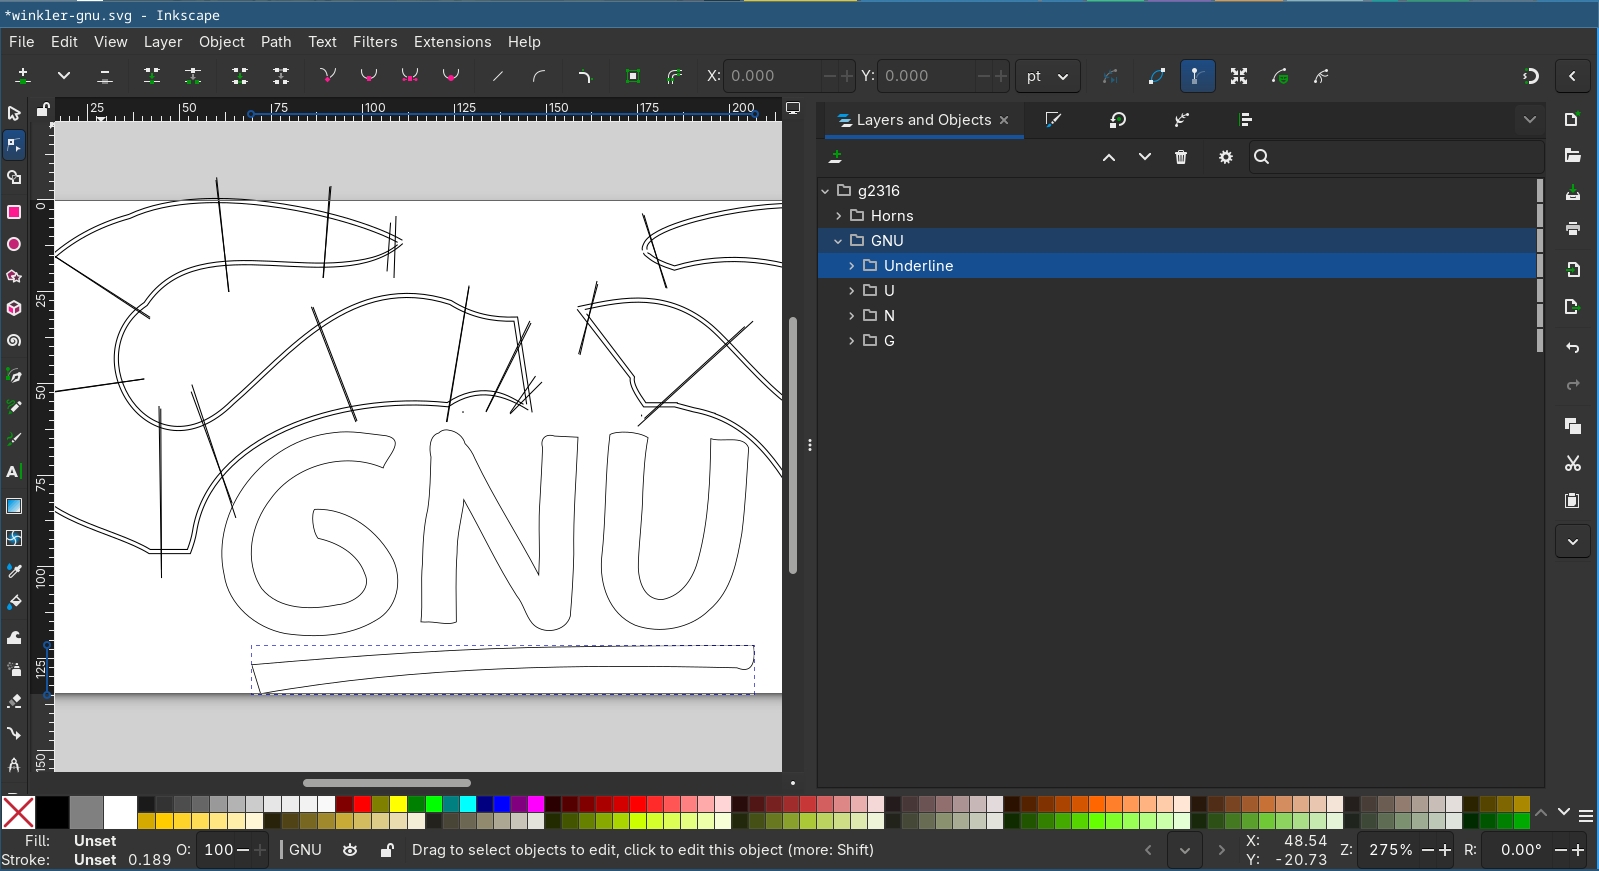 *winkler-gnu.svg - Inkscape
File Edit View Layer Object Path Text Filters Extensions Help
X: 0.000 Y: 0.000 pt
25 50 75 100 125 150 175 200
Layers and Objects
g2316
Horns
GNU
Underline
U
N
G
0
25
50
75
100
125
150
GNU
A
Fill: Unset
Stroke: Unset 0.189
O: 100
GNU
Drag to select objects to edit, click to edit this object (more: Shift)
X: 48.54
Y: -20.73
Z: 275%
R: 0.00°